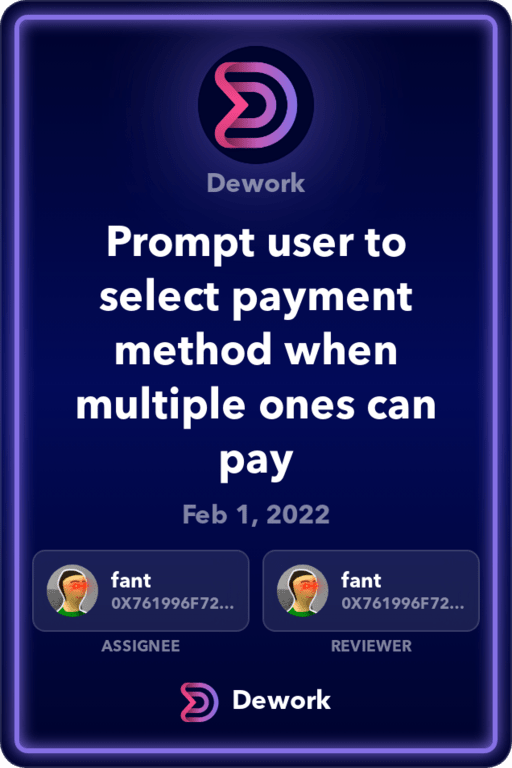 Dework
Prompt user to
select payment
method when
multiple ones can
pay
Feb 1, 2022
fant
0X761996F72...
ASSIGNEE
fant
0X761996F72...
REVIEWER
Dework